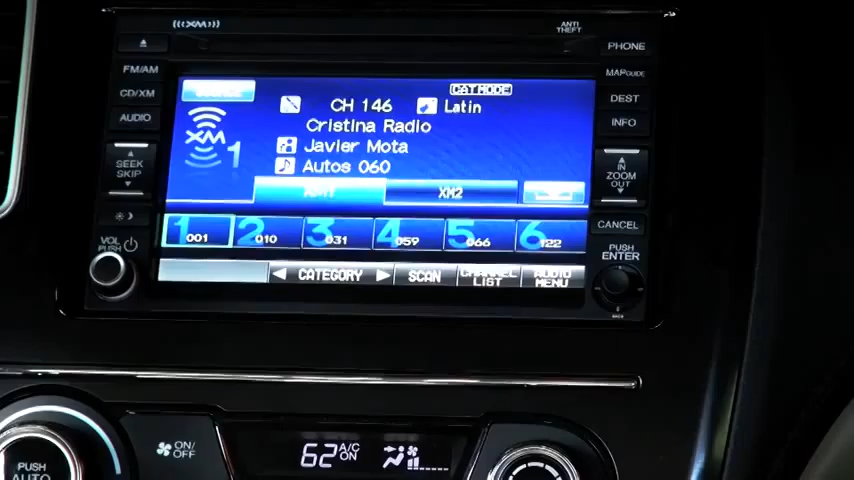 XM
ANTI THEFT
PHONE
FM/AM
MAP GUIDE
CD/XM
DEST
AUDIO
INFO
CAT MODE
CH 146
Latin
Cristina Radio
XM 1
Javier Mota
Autos 060
SEEK SKIP
IN ZOOM OUT
XM2
CANCEL
1 001
2 010
3 031
4 059
5 066
6 122
VOL PUSH
PUSH ENTER
CATEGORY
SCAN
CHANNEL LIST
AUDIO MENU
ON/OFF
62
A/C ON
PUSH AUTO